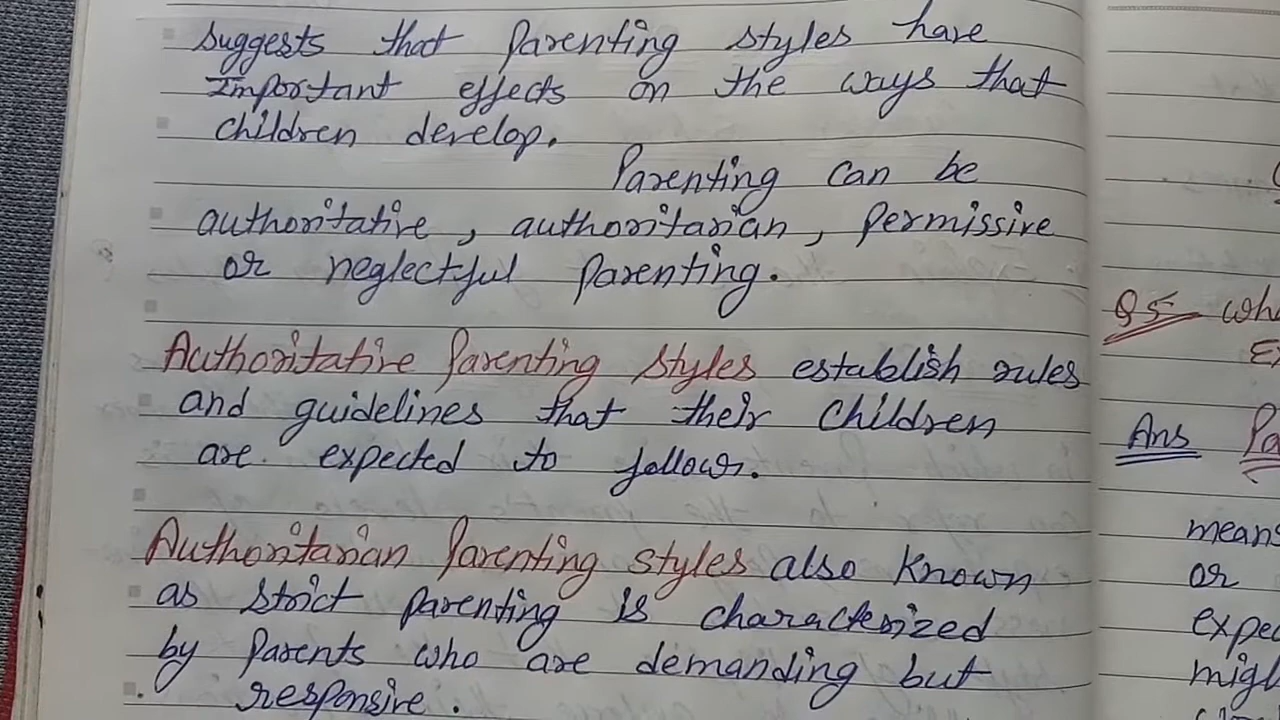 suggests that Parenting styles have
Important effects on the ways that
children develop.
Parenting can be
authoritative, authoritarian, Permissive
or neglectful Parenting.
Authoritative Parenting Styles establish rules
and guidelines that their Children
are expected to follow.
Authoritarian Parenting styles also known
as strict Parenting is characterized
by Parents who are demanding but
responsive.
Q5
Ans
means
or